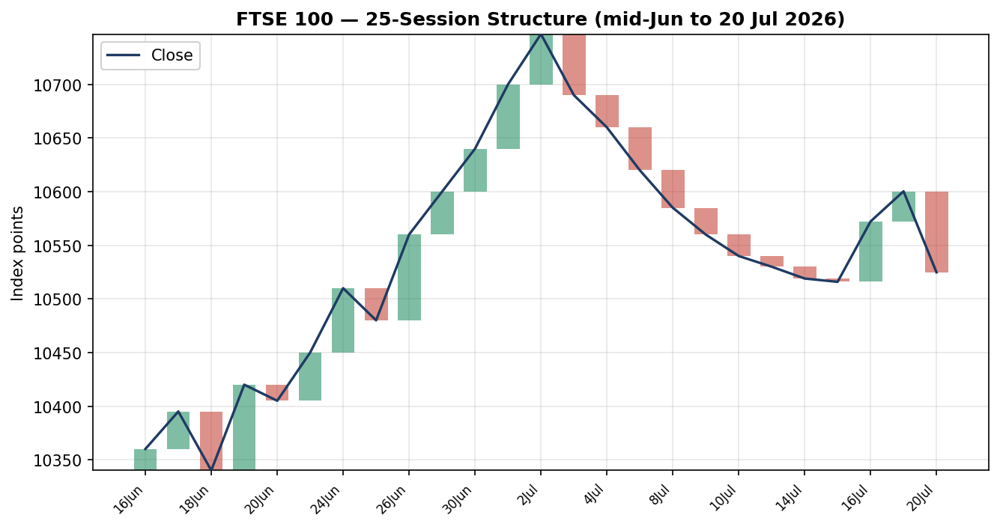 FTSE 100 — 25-Session Structure (mid-Jun to 20 Jul 2026)
Close
Index points
10700
10650
10600
10550
10500
10450
10400
10350
16Jun
18Jun
20Jun
24Jun
26Jun
30Jun
2Jul
4Jul
8Jul
10Jul
14Jul
16Jul
20Jul